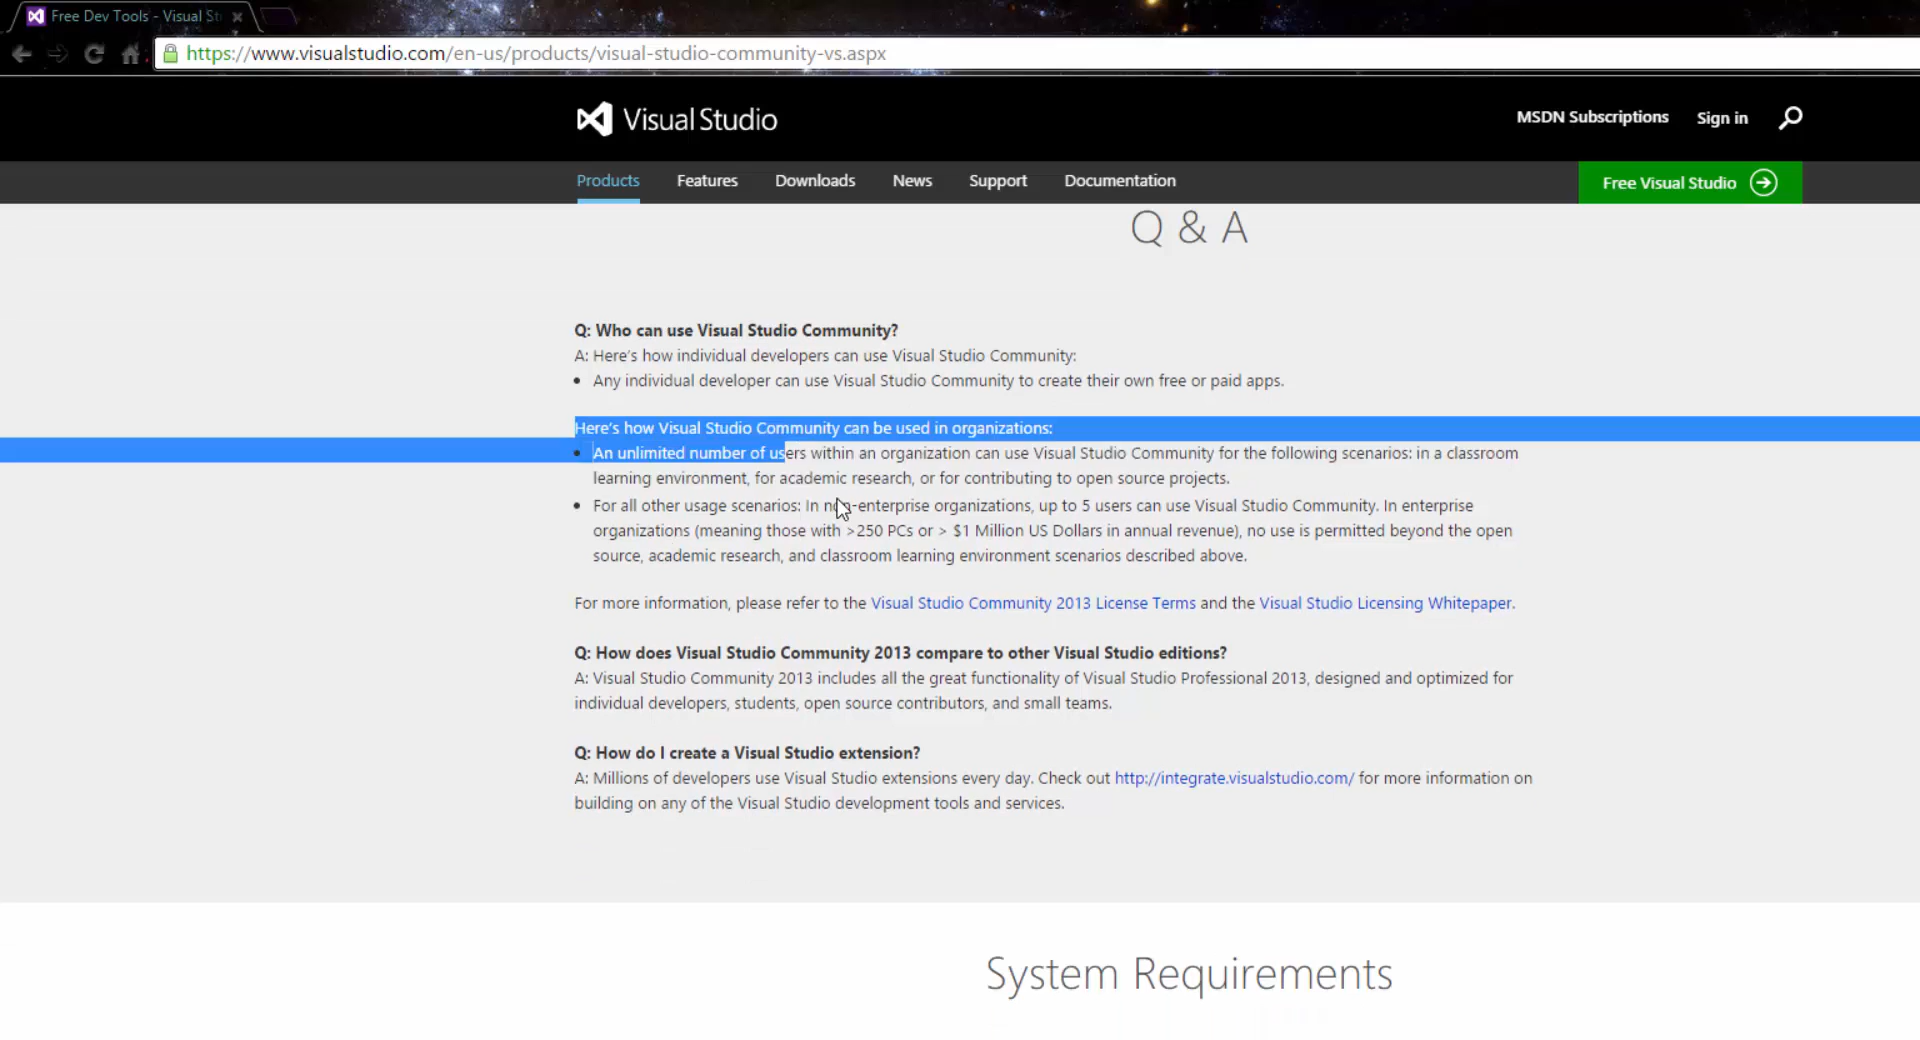 Free Dev Tools - Visual St
https://www.visualstudio.com/en-us/products/visual-studio-community-vs.aspx
Visual Studio
MSDN Subscriptions
Sign in
Products
Features
Downloads
News
Support
Documentation
Free Visual Studio
Q & A
Q: Who can use Visual Studio Community?
A: Here's how individual developers can use Visual Studio Community:
• Any individual developer can use Visual Studio Community to create their own free or paid apps.
Here's how Visual Studio Community can be used in organizations:
• An unlimited number of users within an organization can use Visual Studio Community for the following scenarios: in a classroom
learning environment, for academic research, or for contributing to open source projects.
• For all other usage scenarios: In non-enterprise organizations, up to 5 users can use Visual Studio Community. In enterprise
organizations (meaning those with >250 PCs or > $1 Million US Dollars in annual revenue), no use is permitted beyond the open
source, academic research, and classroom learning environment scenarios described above.
For more information, please refer to the Visual Studio Community 2013 License Terms and the Visual Studio Licensing Whitepaper.
Q: How does Visual Studio Community 2013 compare to other Visual Studio editions?
A: Visual Studio Community 2013 includes all the great functionality of Visual Studio Professional 2013, designed and optimized for
individual developers, students, open source contributors, and small teams.
Q: How do I create a Visual Studio extension?
A: Millions of developers use Visual Studio extensions every day. Check out http://integrate.visualstudio.com/ for more information on
building on any of the Visual Studio development tools and services.
System Requirements